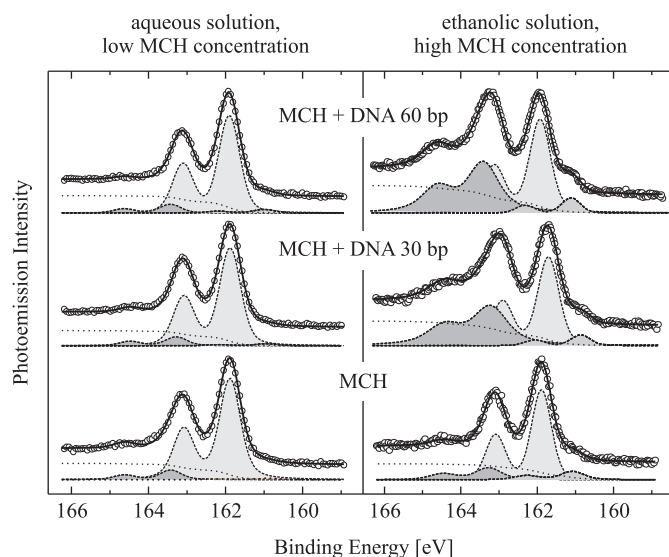 aqueous solution,
low MCH concentration
ethanolic solution,
high MCH concentration
MCH + DNA 60 bp
MCH + DNA 30 bp
MCH
Photoemission Intensity
166 164 162 160 166 164 162 160
Binding Energy [eV]